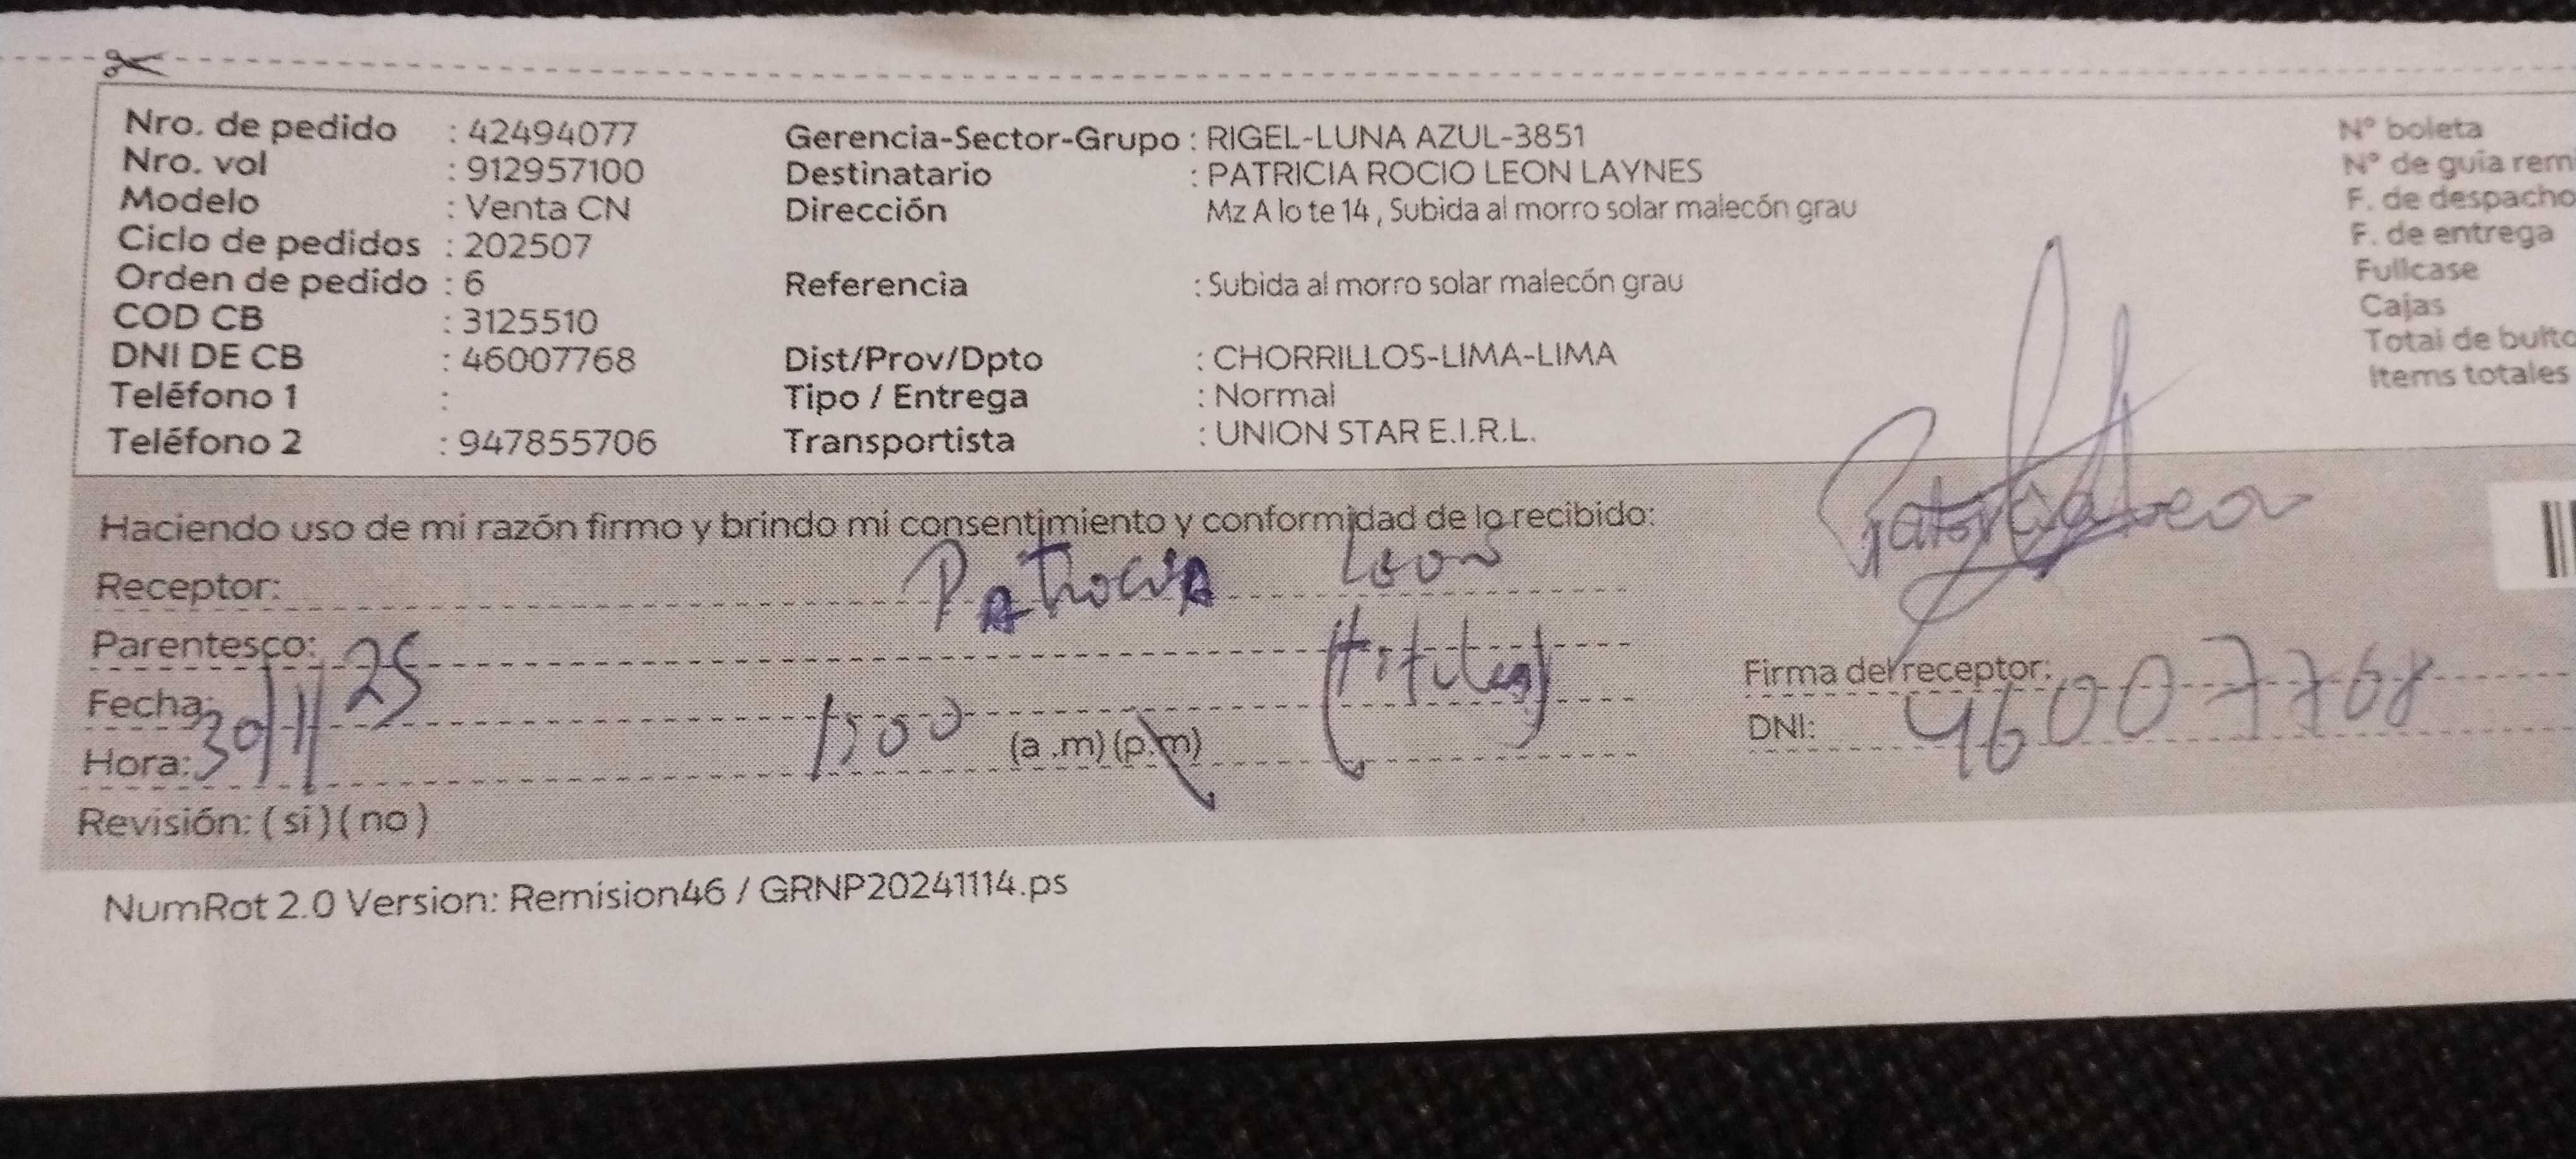 Nro. de pedido : 42494077 Gerencia-Sector-Grupo : RIGEL-LUNA AZUL-3851 N° boleta
Nro. vol : 912957100 Destinatario : PATRICIA ROCIO LEON LAYNES N° de guia rem
Modelo : Venta CN Dirección Mz A lo te 14 , Subida al morro solar malecón grau F. de despacho
Ciclo de pedidos : 202507 F. de entrega
Orden de pedido : 6 Referencia : Subida al morro solar malecón grau Fullcase
COD CB : 3125510 Cajas
DNI DE CB : 46007768 Dist/Prov/Dpto : CHORRILLOS-LIMA-LIMA Total de bulto
Teléfono 1 : Tipo / Entrega : Normal Items totales
Teléfono 2 : 947855706 Transportista : UNION STAR E.I.R.L.
Haciendo uso de mi razón firmo y brindo mi consentimiento y conformidad de lo recibido:
Patricia Leon
Receptor: Patricia Leon
Parentesco: (titular)
Fecha: 30/11/25 Firma del receptor:
Hora: (a .m) (p.m) DNI: 46007768
Revisión: ( si ) ( no )
NumRot 2.0 Version: Remision46 / GRNP20241114.ps